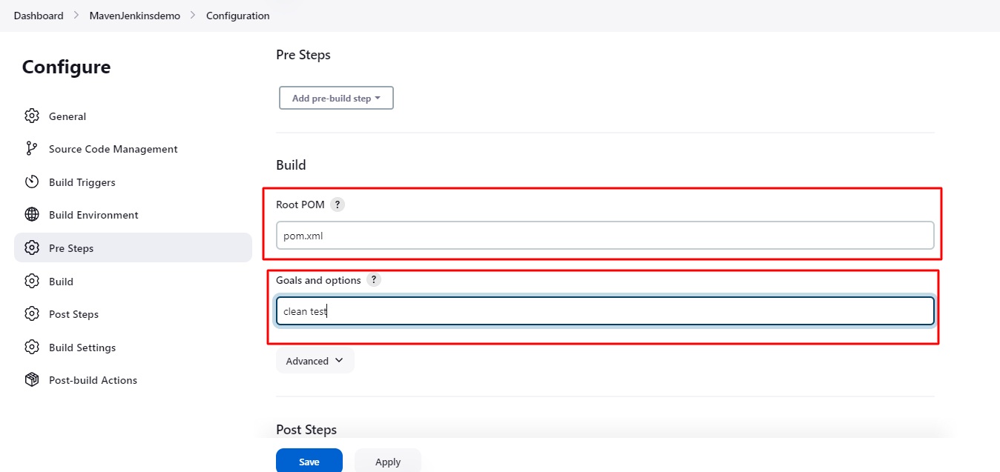 Dashboard > MavenJenkinsdemo > Configuration
Configure
General
Source Code Management
Build Triggers
Build Environment
Pre Steps
Build
Post Steps
Build Settings
Post-build Actions
Pre Steps
Add pre-build step
Build
Root POM ?
pom.xml
Goals and options ?
clean test
Advanced
Post Steps
Save Apply